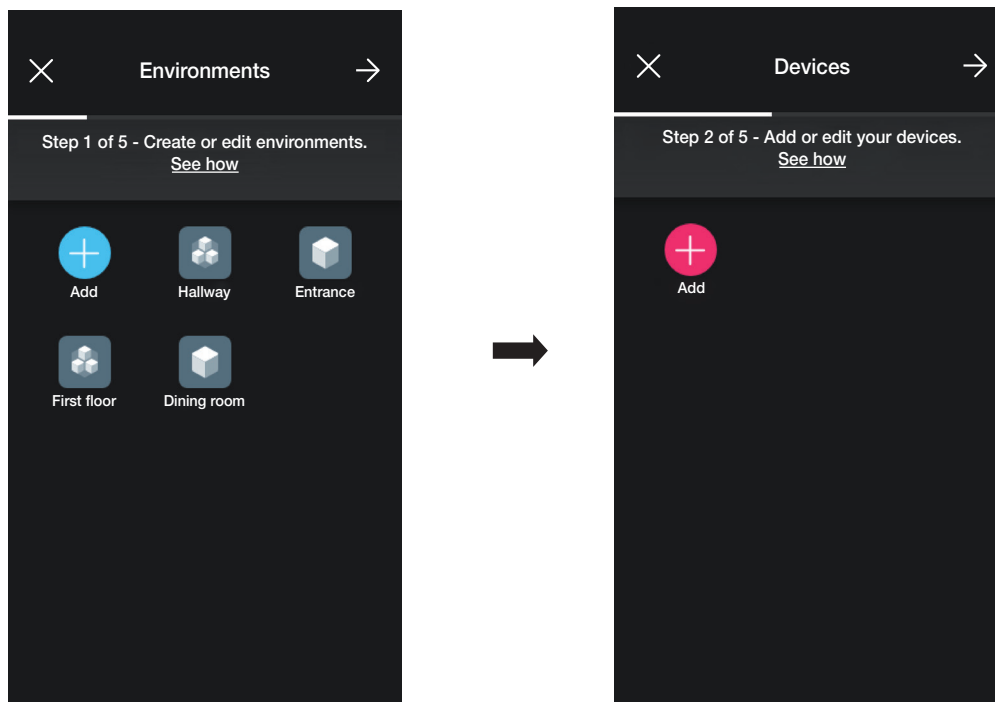 Environments
Step 1 of 5 - Create or edit environments.
See how
Add
Hallway
Entrance
First floor
Dining room
Devices
Step 2 of 5 - Add or edit your devices.
See how
Add